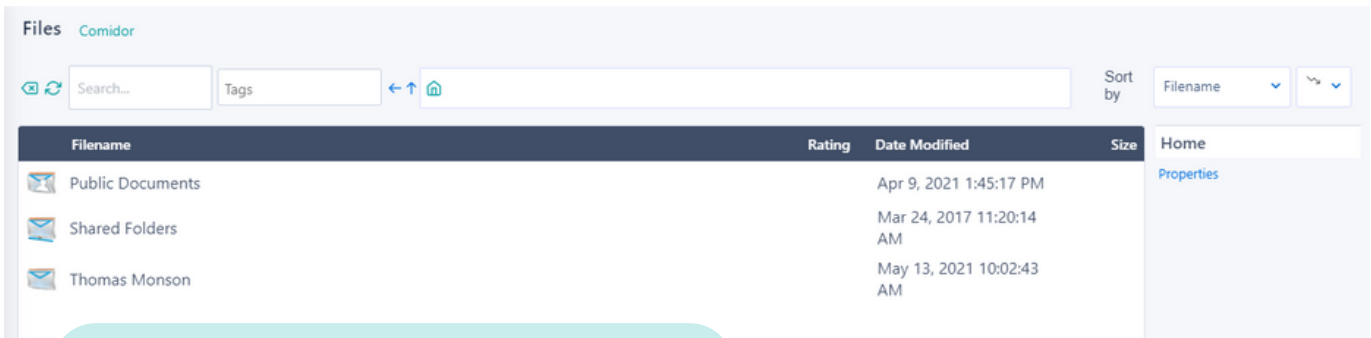 Files Comidor
Search... Tags Sort by Filename
Filename Rating Date Modified Size Home
Public Documents Apr 9, 2021 1:45:17 PM Properties
Shared Folders Mar 24, 2017 11:20:14 AM
Thomas Monson May 13, 2021 10:02:43 AM